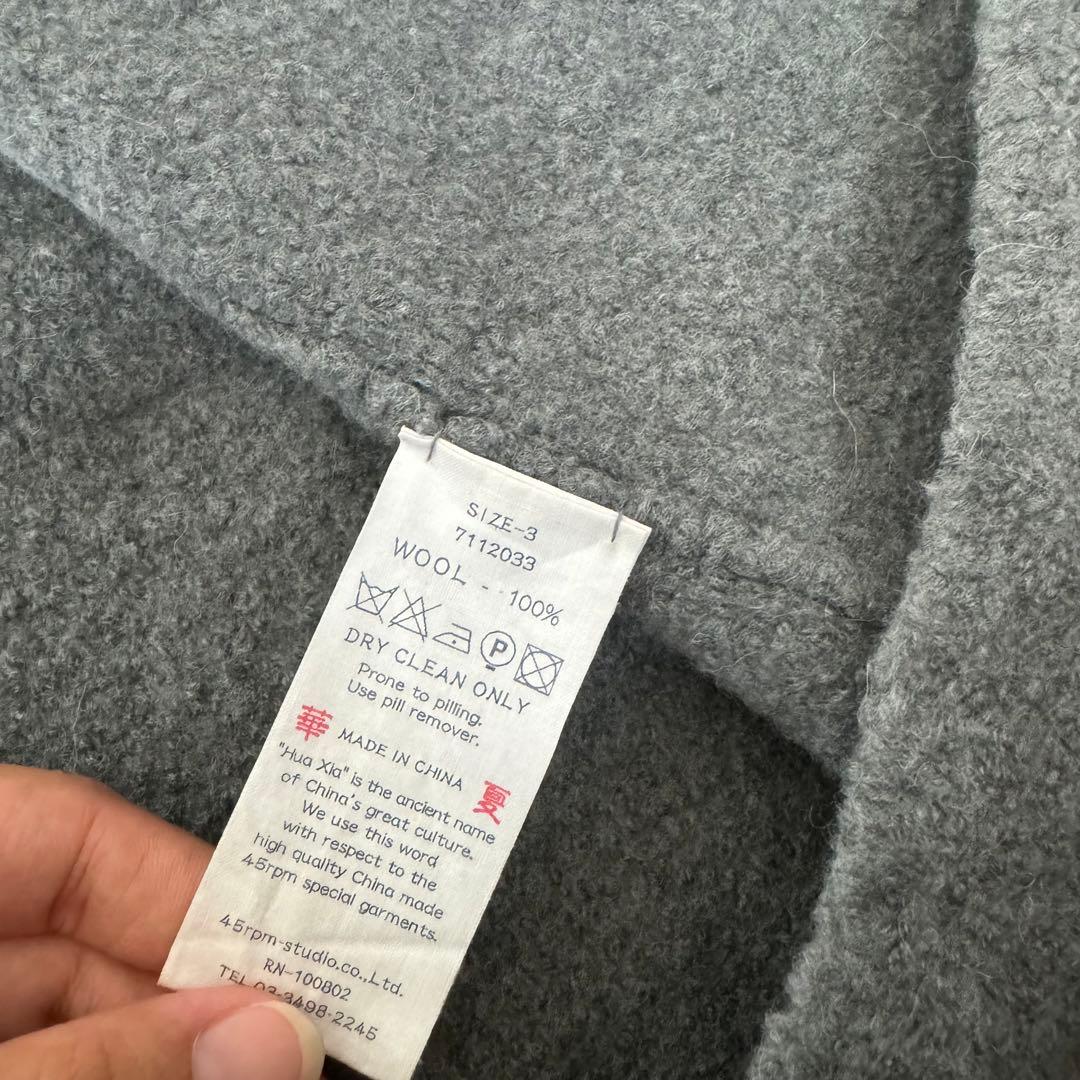 SIZE-3
7112033
WOOL - 100%
P
DRY CLEAN ONLY
Prone to pilling.
Use pill remover.
華 MADE IN CHINA 夏
"Hua Xia" is the ancient name
of China's great culture.
We use this word
with respect to the
high quality China made
45rpm special garments.
45rpm-studio.co.,Ltd.
RN-100802
TEL 03-3498-2245